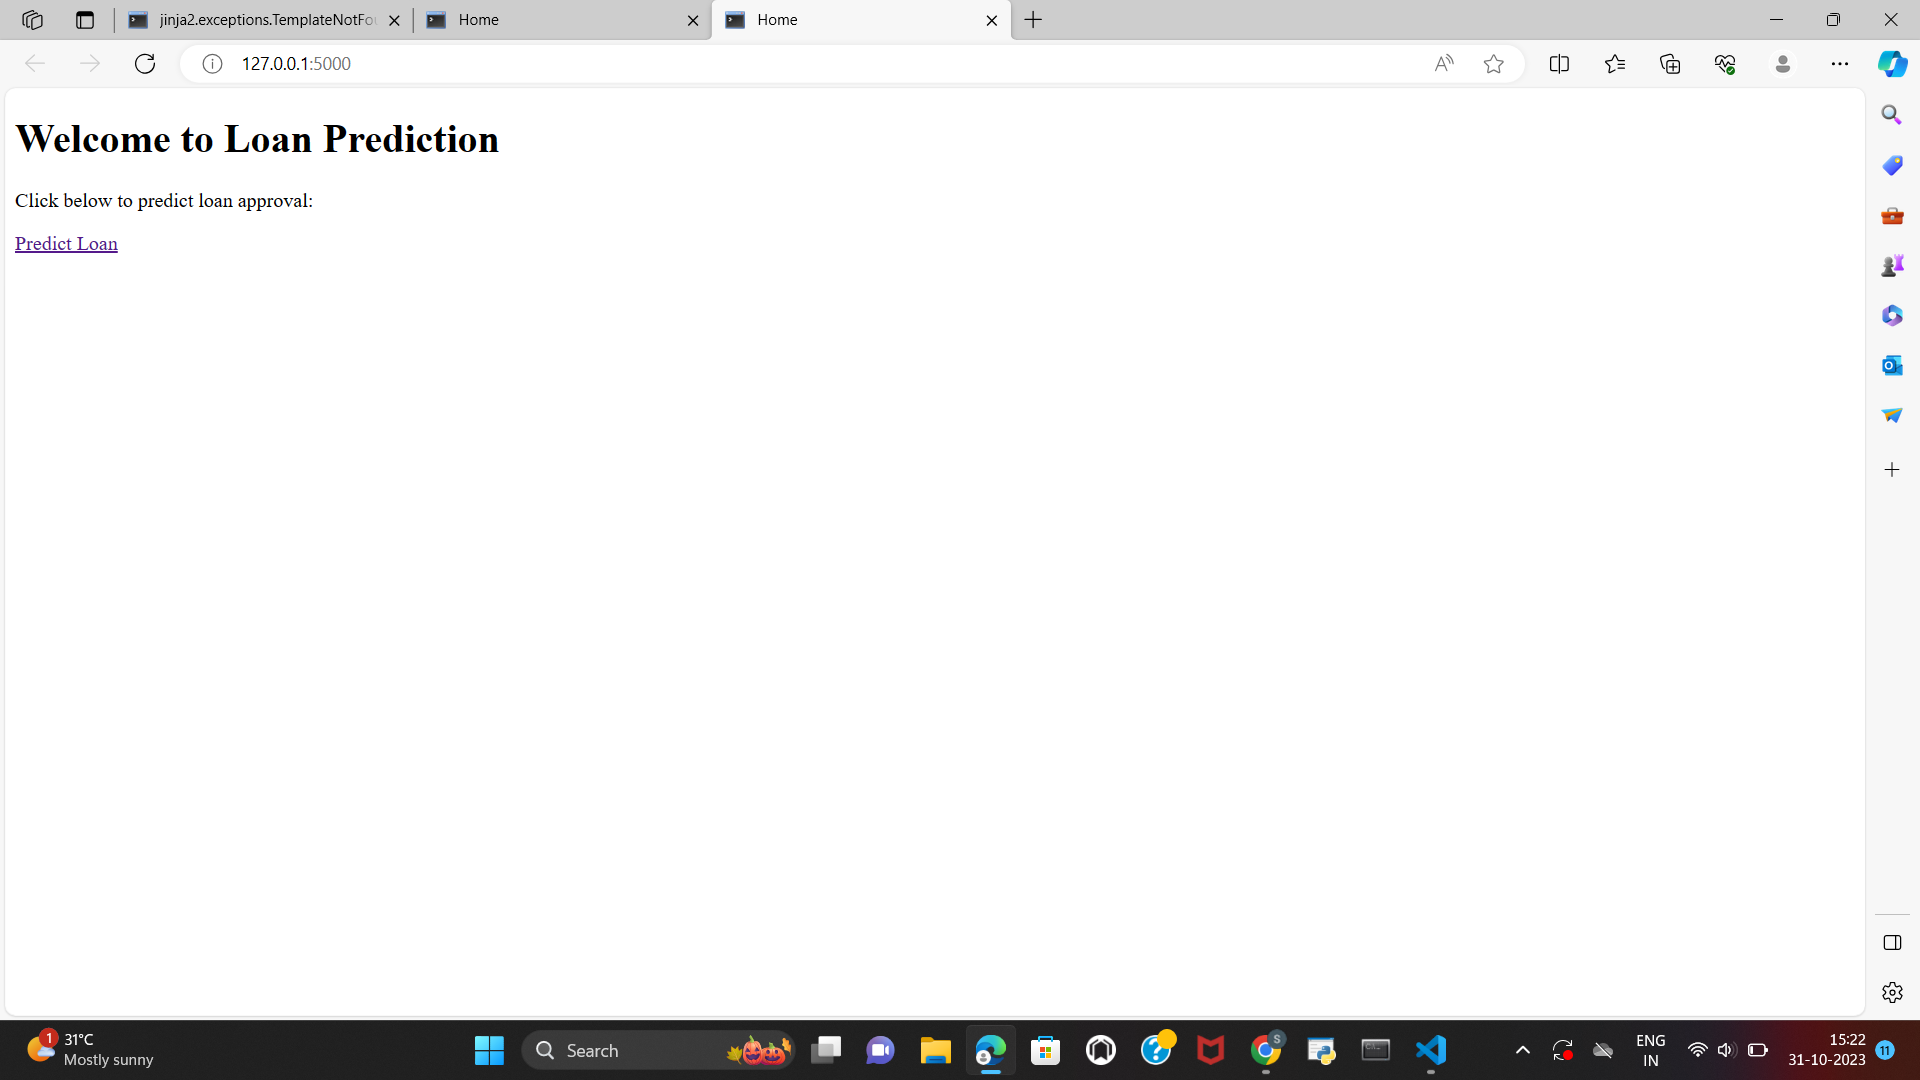 jinja2.exceptions.TemplateNotFou
Home
Home
127.0.0.1:5000
Welcome to Loan Prediction
Click below to predict loan approval:
Predict Loan
1
31°C
Mostly sunny
Search
S
ENG
IN
15:22
31-10-2023
11